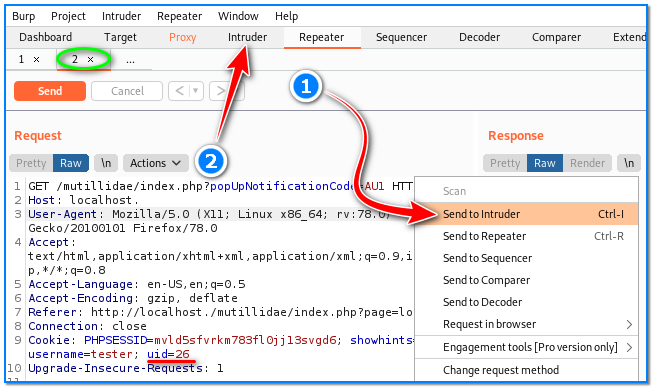 Burp Project Intruder Repeater Window Help
Dashboard Target Proxy Intruder Repeater Sequencer Decoder Comparer Extend
1 × 2 × ...
Send Cancel < >
1
Request Response
2
Pretty Raw \n Actions Pretty Raw Render \n
1 GET /mutillidae/index.php?popUpNotificationCode=AU1 HTT
2 Host: localhost.
3 User-Agent: Mozilla/5.0 (X11; Linux x86_64; rv:78.0)
Gecko/20100101 Firefox/78.0
4 Accept:
text/html,application/xhtml+xml,application/xml;q=0.9,i
p,*/*;q=0.8
5 Accept-Language: en-US,en;q=0.5
6 Accept-Encoding: gzip, deflate
7 Referer: http://localhost./mutillidae/index.php?page=lo
8 Connection: close
9 Cookie: PHPSESSID=mvld5sfvrkm783fl0jj13svgd6; showhints=
username=tester; uid=26
10 Upgrade-Insecure-Requests: 1
11
Scan
Send to Intruder Ctrl-I
Send to Repeater Ctrl-R
Send to Sequencer
Send to Comparer
Send to Decoder
Request in browser >
Engagement tools [Pro version only] >
Change request method